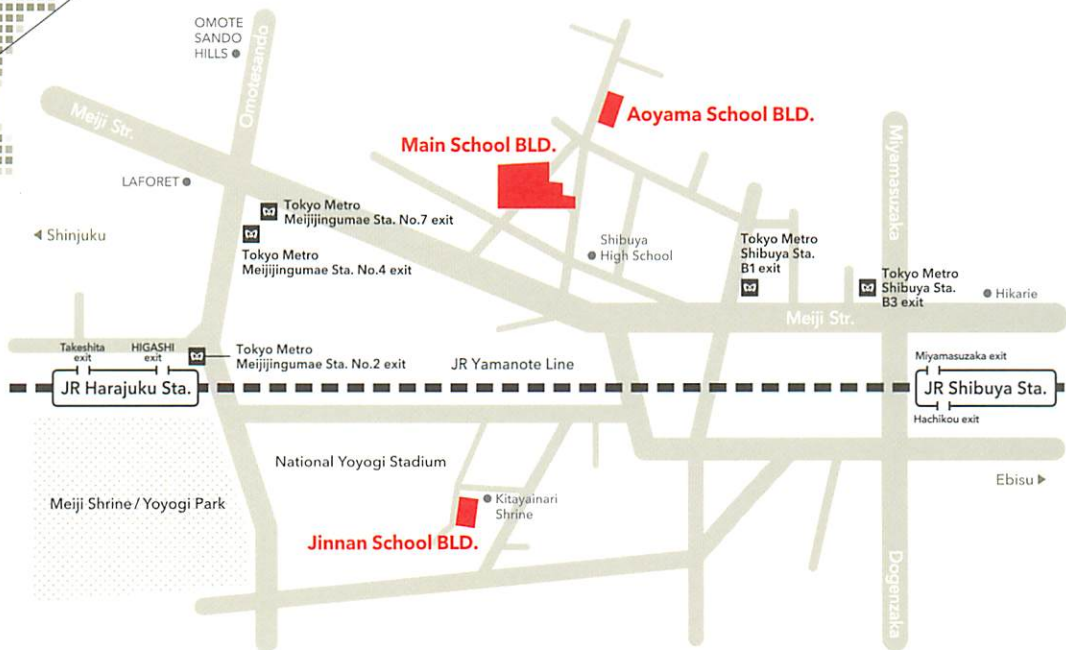 OMOTE
SANDO
HILLS
Omotesando
Meiji Str.
Aoyama School BLD.
Main School BLD.
Miyamasuzaka
LAFORET
Tokyo Metro
Meijijingumae Sta. No.7 exit
Shinjuku
Tokyo Metro
Meijijingumae Sta. No.4 exit
Shibuya
High School
Tokyo Metro
Shibuya Sta.
B1 exit
Tokyo Metro
Shibuya Sta.
B3 exit
Hikarie
Meiji Str.
Takeshita
exit
HIGASHI
exit
Tokyo Metro
Meijijingumae Sta. No.2 exit
JR Yamanote Line
Miyamasuzaka exit
JR Harajuku Sta.
JR Shibuya Sta.
Hachikou exit
National Yoyogi Stadium
Ebisu
Meiji Shrine / Yoyogi Park
Kitayainari
Shrine
Jinnan School BLD.
Dogenzaka